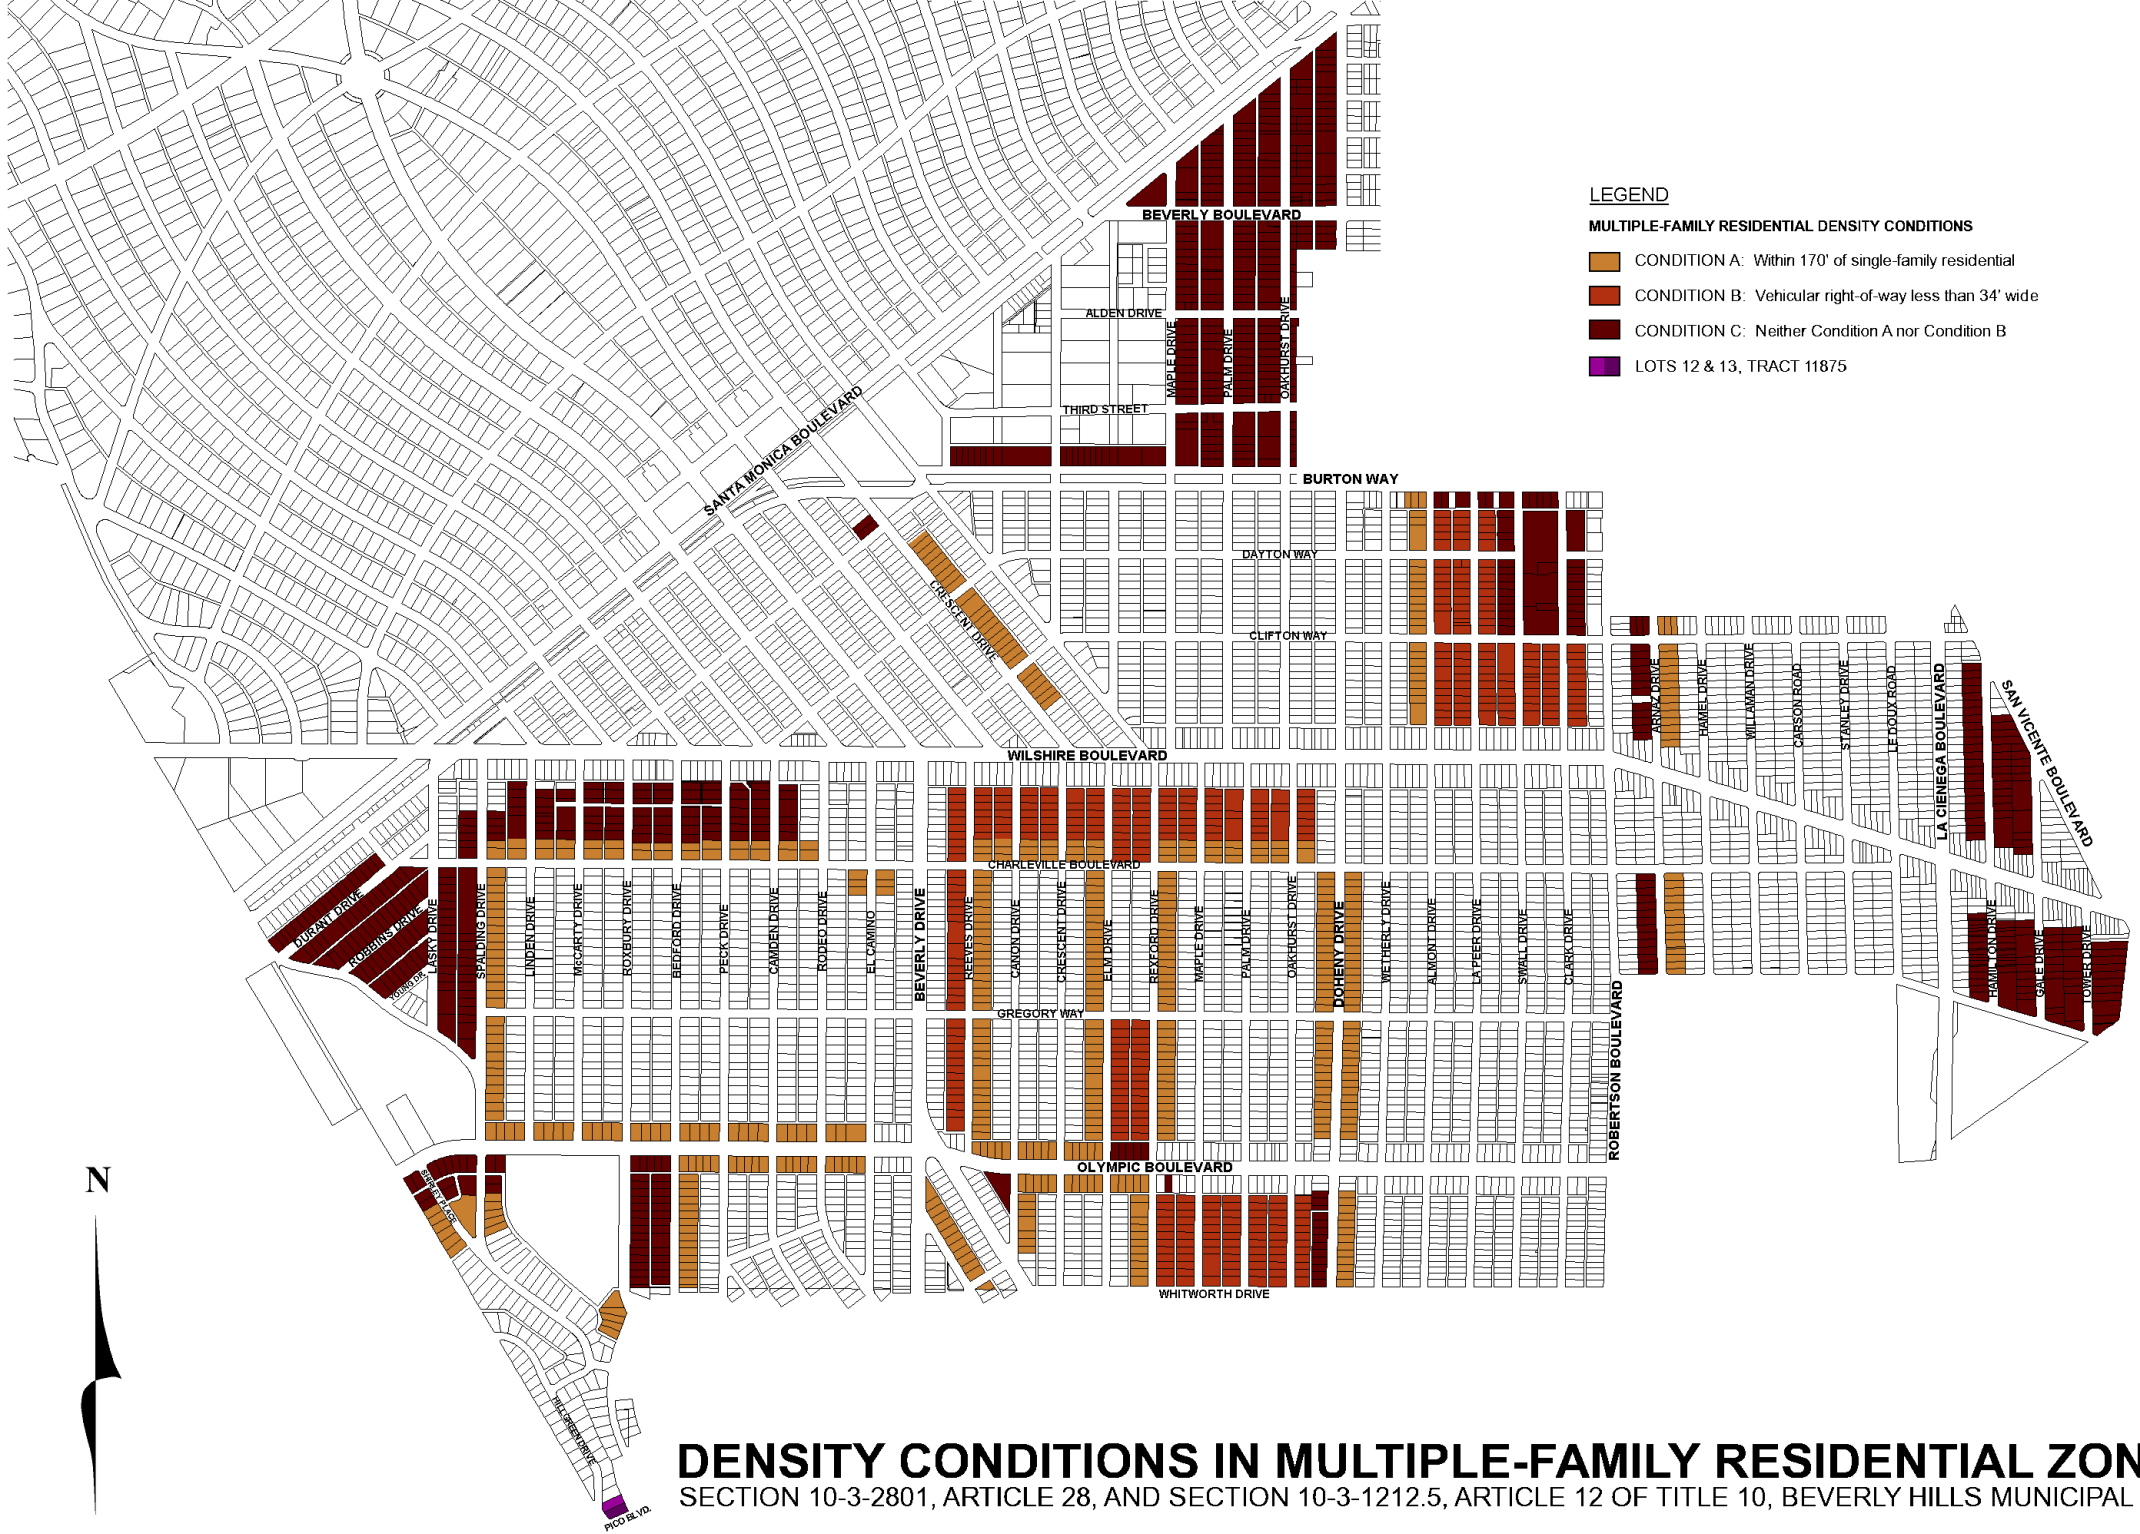 LEGEND
MULTIPLE-FAMILY RESIDENTIAL DENSITY CONDITIONS
CONDITION A: Within 170' of single-family residential
CONDITION B: Vehicular right-of-way less than 34' wide
CONDITION C: Neither Condition A nor Condition B
LOTS 12 & 13, TRACT 11875
BEVERLY BOULEVARD
ALDEN DRIVE
MAPLE DRIVE
PALM DRIVE
OAKHURST DRIVE
THIRD STREET
SANTA MONICA BOULEVARD
BURTON WAY
DAYTON WAY
CRESCENT DRIVE
CLIFTON WAY
ARNAZ DRIVE
HAMEL DRIVE
WILLAMAN DRIVE
CARSON ROAD
STANLEY DRIVE
LE DOUX ROAD
LA CIENEGA BOULEVARD
SAN VICENTE BOULEVARD
WILSHIRE BOULEVARD
CHARLEVILLE BOULEVARD
DURANT DRIVE
ROBBINS DRIVE
YOUNG DR.
LASKY DRIVE
SPALDING DRIVE
LINDEN DRIVE
McCARTY DRIVE
ROXBURY DRIVE
BEDFORD DRIVE
PECK DRIVE
CAMDEN DRIVE
RODEO DRIVE
EL CAMINO
BEVERLY DRIVE
REEVES DRIVE
CANON DRIVE
CRESCENT DRIVE
ELM DRIVE
REXFORD DRIVE
MAPLE DRIVE
PALM DRIVE
OAKHURST DRIVE
DOHENY DRIVE
WETHERLY DRIVE
ALMONT DRIVE
LA PEER DRIVE
SWALL DRIVE
CLARK DRIVE
ROBERTSON BOULEVARD
HAMILTON DRIVE
GALE DRIVE
TOWER DRIVE
GREGORY WAY
OLYMPIC BOULEVARD
SHIRLEY PLACE
WHITWORTH DRIVE
N
HILLGREEN DRIVE
PICO BLVD.
DENSITY CONDITIONS IN MULTIPLE-FAMILY RESIDENTIAL ZON
SECTION 10-3-2801, ARTICLE 28, AND SECTION 10-3-1212.5, ARTICLE 12 OF TITLE 10, BEVERLY HILLS MUNICIPAL